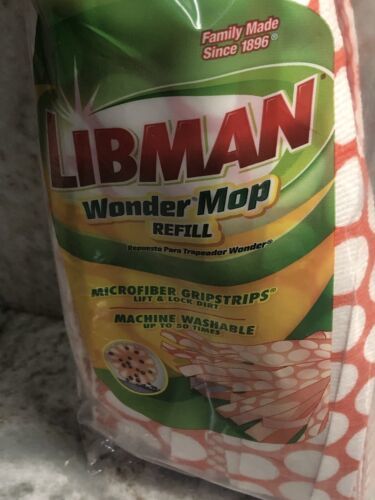 Family Made
Since 1896®
LIBMAN®
Wonder® Mop
REFILL
Repuesto Para Trapeador Wonder®
MICROFIBER GRIPSTRIPS®
LIFT & LOCK DIRT
MACHINE WASHABLE
UP TO 50 TIMES